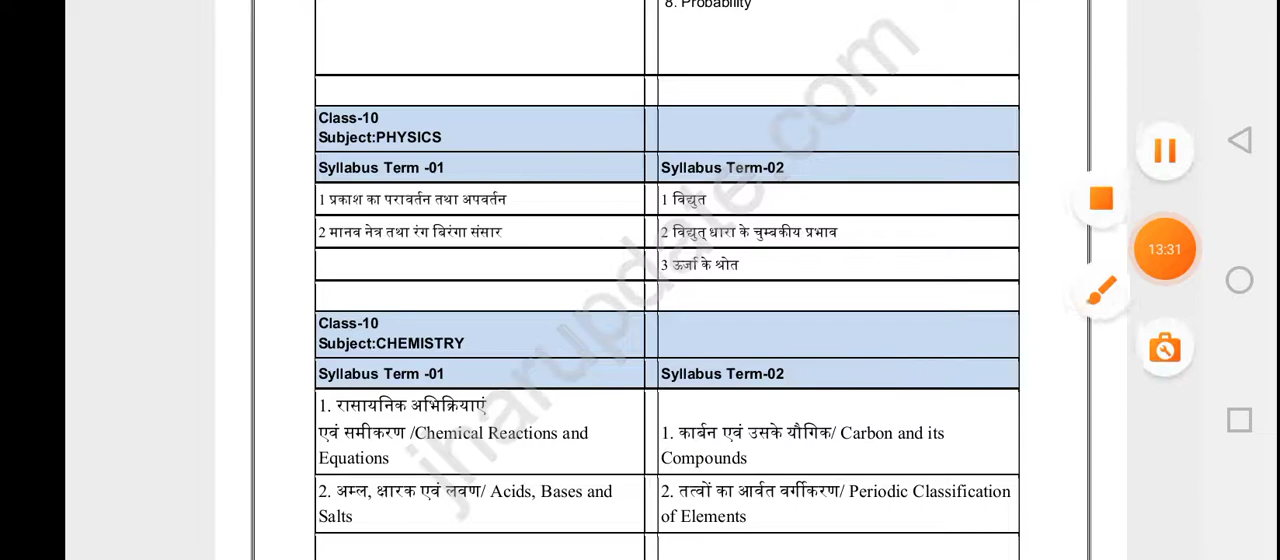 8. Probability
Class-10
Subject:PHYSICS
Syllabus Term -01
Syllabus Term-02
1 प्रकाश का परावर्तन तथा अपवर्तन
1 विद्युत
2 मानव नेत्र तथा रंग बिरंगा संसार
2 विद्युत् धारा के चुम्बकीय प्रभाव
3 ऊर्जा के श्रोत
Class-10
Subject:CHEMISTRY
Syllabus Term -01
Syllabus Term-02
1. रासायनिक अभिक्रियाएं
एवं समीकरण /Chemical Reactions and
Equations
1. कार्बन एवं उसके यौगिक/ Carbon and its
Compounds
2. अम्ल, क्षारक एवं लवण/ Acids, Bases and
Salts
2. तत्वों का आर्वत वर्गीकरण/ Periodic Classification
of Elements
jharupdate.com
13:31